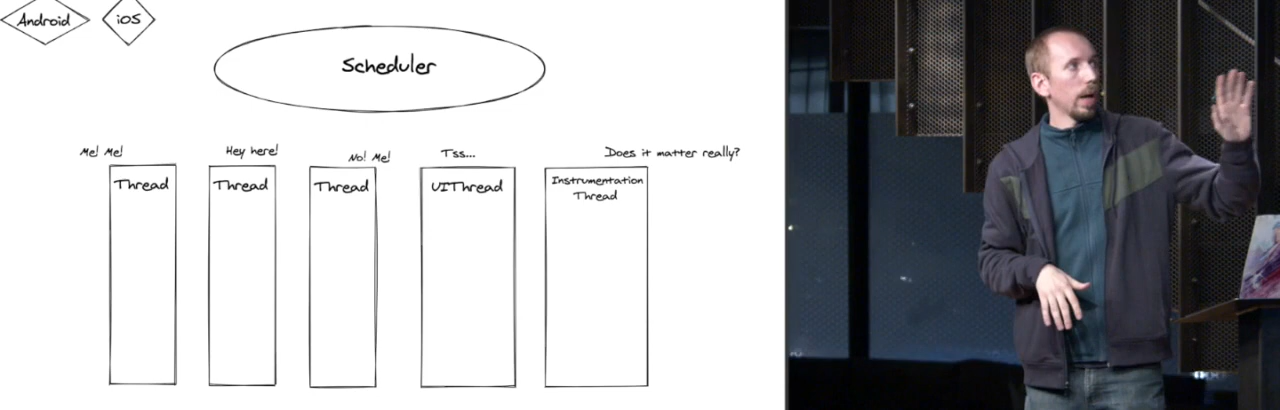 Android
iOS
Scheduler
Me! Me!
Hey here!
No! Me!
Tss...
Does it matter really?
Thread
Thread
Thread
UIThread
Instrumentation
Thread